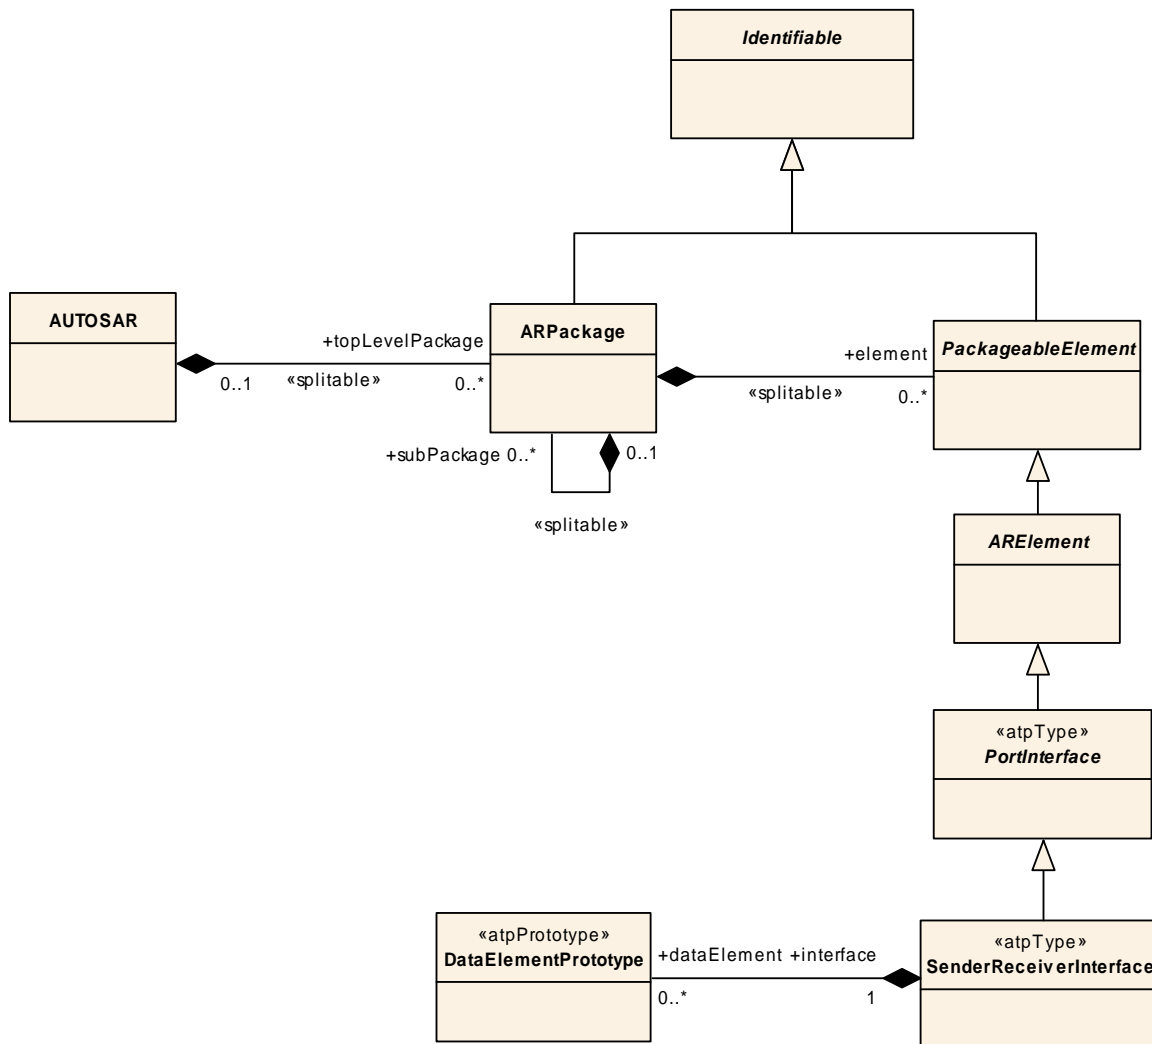 Identifiable
AUTOSAR
ARPackage
PackageableElement
+topLevelPackage
+element
0..1
«splitable»
0..*
«splitable»
0..*
+subPackage 0..*
0..1
«splitable»
ARElement
«atpType»
PortInterface
«atpPrototype»
DataElementPrototype
+dataElement +interface
0..*
1
«atpType»
SenderReceiverInterface